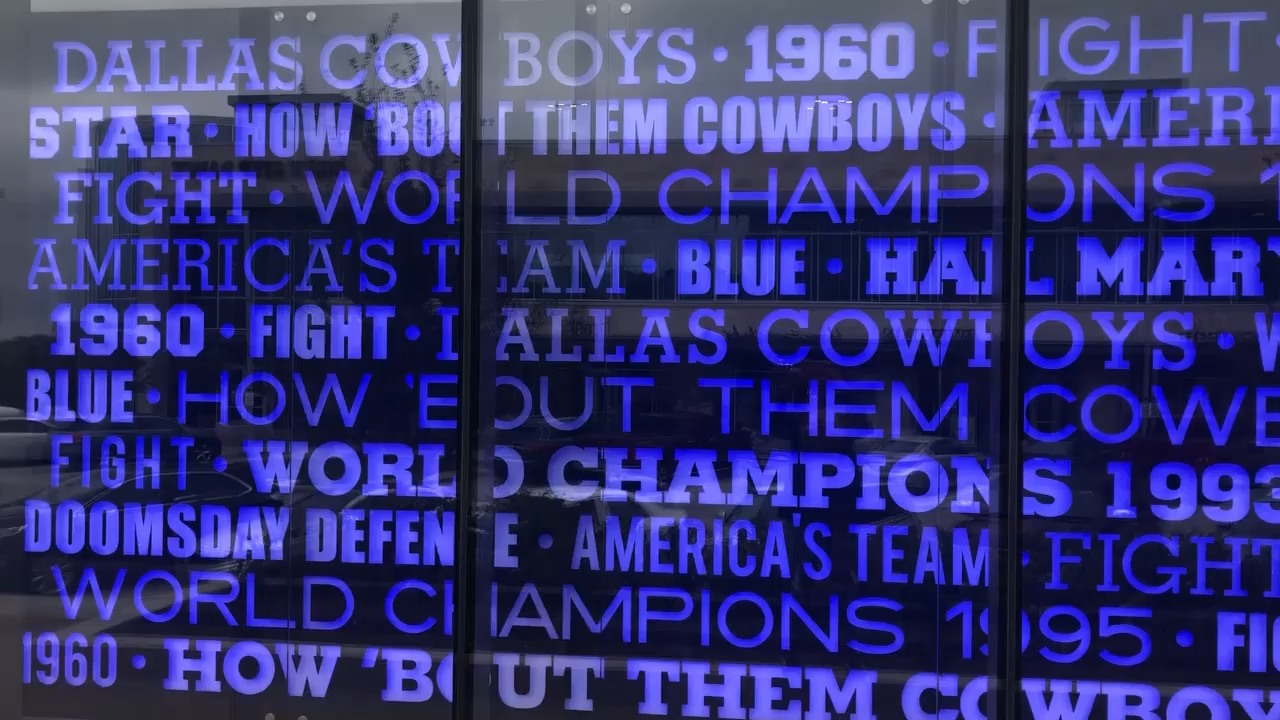 DALLAS COWBOYS • 1960 • FIGHT •
STAR • HOW 'BOUT THEM COWBOYS • AMERI
FIGHT • WORLD CHAMPIONS 1
AMERICA'S TEAM • BLUE • HAIL MARY
1960 • FIGHT • DALLAS COWBOYS • W
BLUE • HOW 'BOUT THEM COWB
FIGHT • WORLD CHAMPIONS 1993
DOOMSDAY DEFENSE • AMERICA'S TEAM • FIGHT
WORLD CHAMPIONS 1995 • FIG
1960 • HOW 'BOUT THEM COWBOY